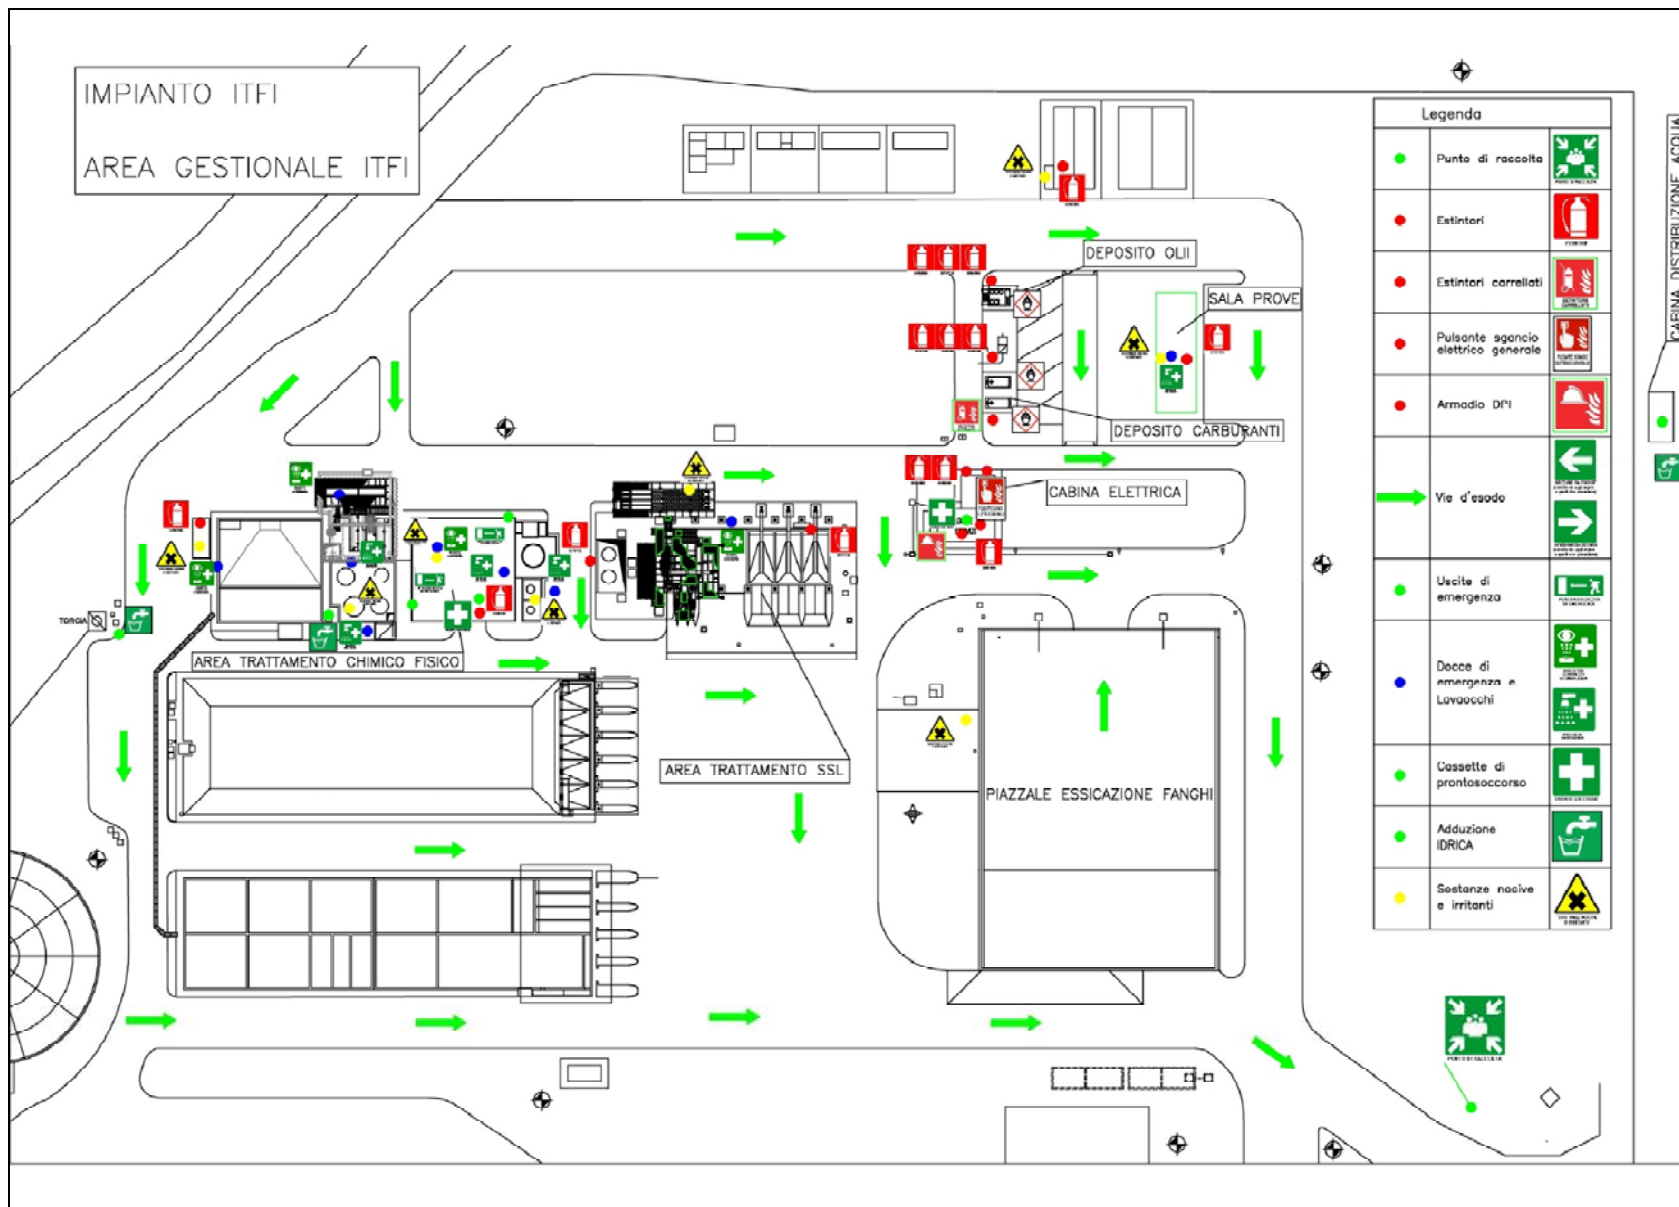 IMPIANTO ITFI
AREA GESTIONALE ITFI
DEPOSITO OLII
SALA PROVE
DEPOSITO CARBURANTI
CABINA ELETTRICA
TORCIA
AREA TRATTAMENTO CHIMICO FISICO
AREA TRATTAMENTO SSL
PIAZZALE ESSICAZIONE FANGHI
PUNTO DI RACCOLTA
Legenda
Punto di raccolta
Estintori
Estintori carrellati
Pulsante sgancio
elettrico generale
Armadio DPI
Vie d'esodo
Uscite di
emergenza
Docce di
emergenza e
Lavaocchi
Cassette di
prontosoccorso
Adduzione
IDRICA
Sostanze nocive
e irritanti
CABINA DISTRIBUZIONE ACQUA